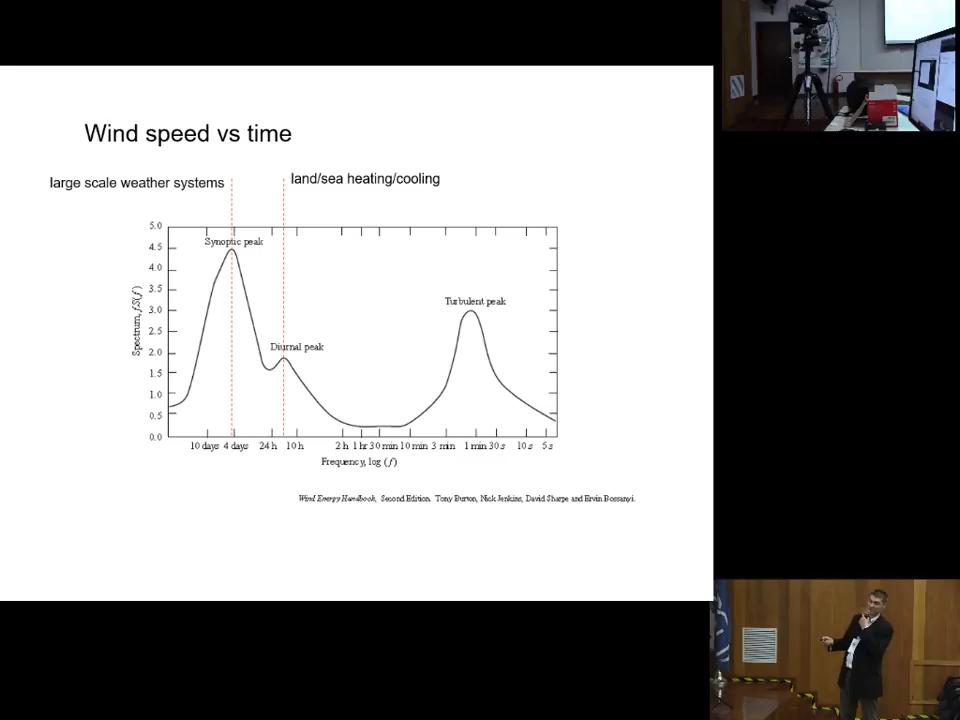 Wind speed vs time
large scale weather systems
land/sea heating/cooling
5.0
4.5
4.0
3.5
3.0
2.5
2.0
1.5
1.0
0.5
0.0
Spectrum, fS(f)
Synoptic peak
Diurnal peak
Turbulent peak
10 days 4 days 24 h 10 h 2 h 1 hr 30 min 10 min 3 min 1 min 30 s 10 s 5 s
Frequency, log (f)
Wind Energy Handbook, Second Edition. Tony Burton, Nick Jenkins, David Sharpe and Ervin Bossanyi.